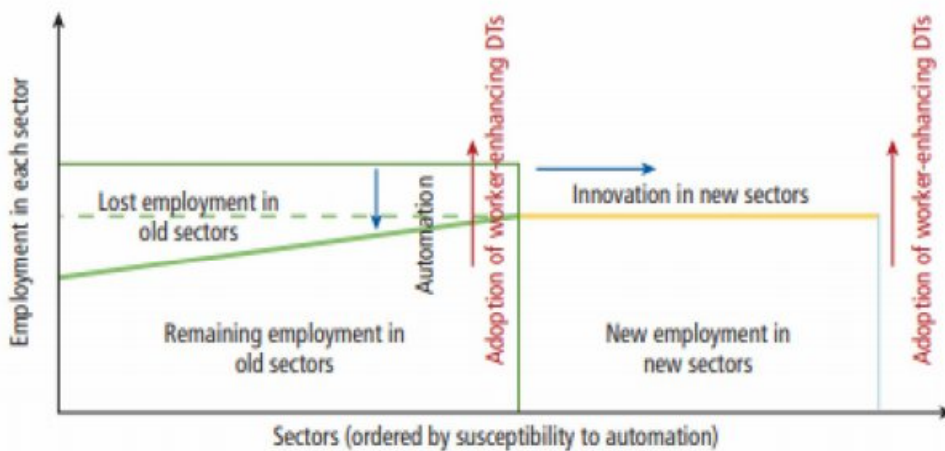 Employment in each sector
Lost employment in
old sectors
Automation
Adoption of worker-enhancing DTs
Innovation in new sectors
Adoption of worker-enhancing DTs
Remaining employment in
old sectors
New employment in
new sectors
Sectors (ordered by susceptibility to automation)